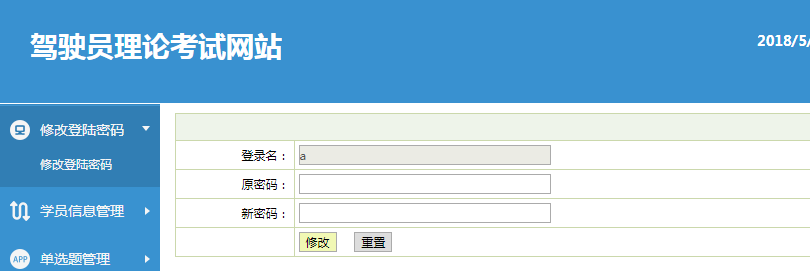 驾驶员理论考试网站
2018/5/
修改登陆密码
修改登陆密码
学员信息管理
APP 单选题管理
登录名： a
原密码：
新密码：
修改 重置